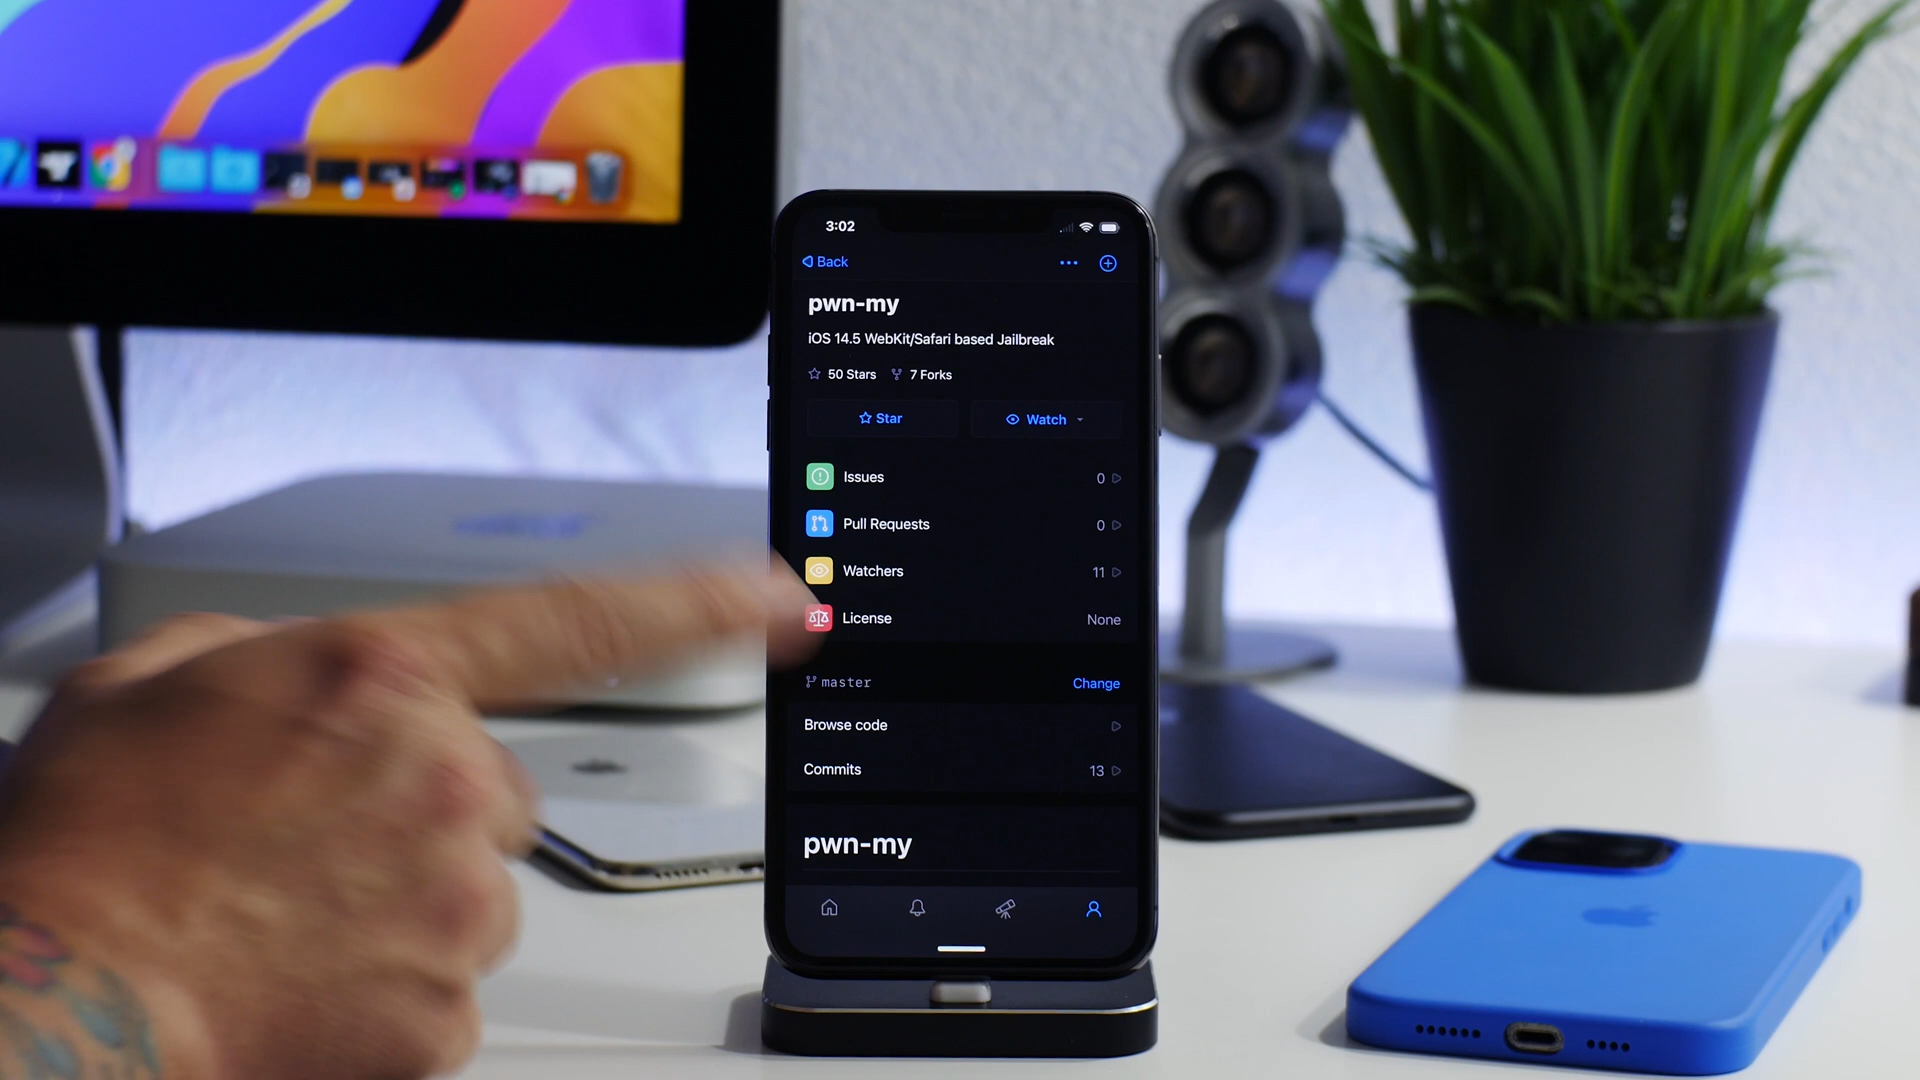 3:02
Back
pwn-my
iOS 14.5 WebKit/Safari based Jailbreak
50 Stars 7 Forks
Star Watch
Issues 0
Pull Requests 0
Watchers 11
License None
master Change
Browse code
Commits 13
pwn-my